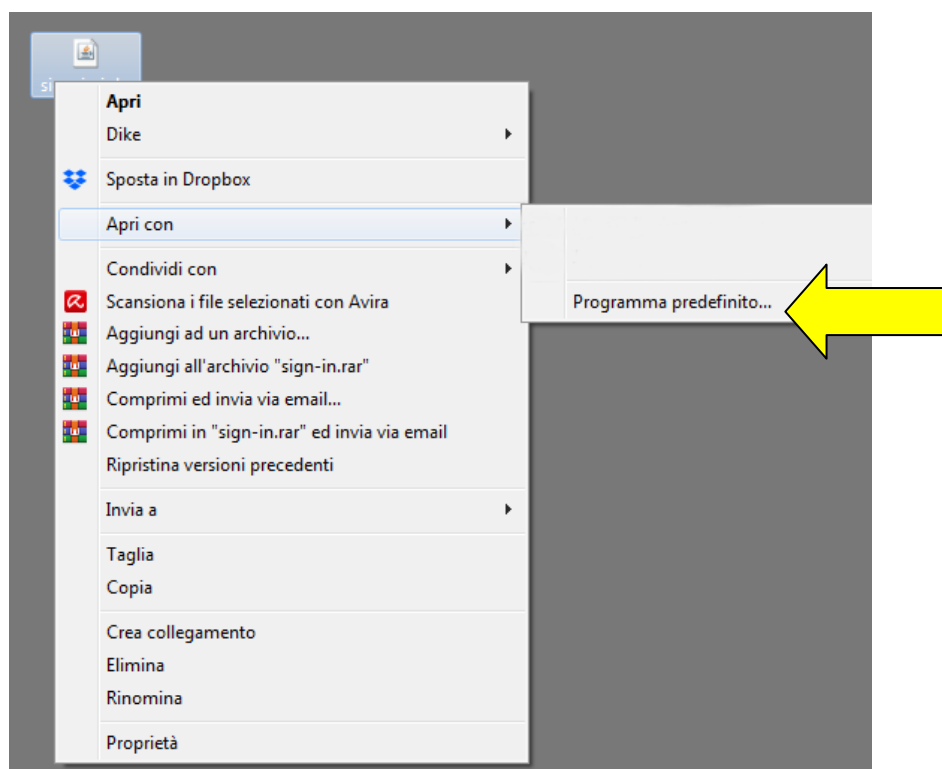 Apri
Dike
Sposta in Dropbox
Apri con
Condividi con
Programma predefinito...
Scansiona i file selezionati con Avira
Aggiungi ad un archivio...
Aggiungi all'archivio "sign-in.rar"
Comprimi ed invia via email...
Comprimi in "sign-in.rar" ed invia via email
Ripristina versioni precedenti
Invia a
Taglia
Copia
Crea collegamento
Elimina
Rinomina
Proprietà